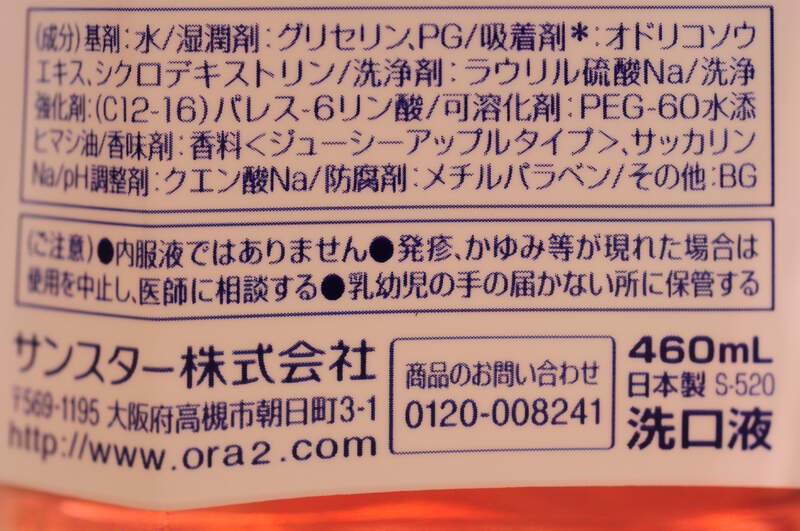 (成分)基剤:水/湿潤剤:グリセリン、PG/吸着剤*:オドリコソウ
エキス、シクロデキストリン/洗浄剤:ラウリル硫酸Na/洗浄
強化剤:(C12-16)パレス-6リン酸/可溶化剤:PEG-60水添
ヒマシ油/香味剤:香料<ジューシーアップルタイプ>、サッカリン
Na/pH調整剤:クエン酸Na/防腐剤:メチルパラベン/その他:BG
(ご注意)●内服液ではありません●発疹、かゆみ等が現れた場合は
使用を中止し、医師に相談する●乳幼児の手の届かない所に保管する
サンスター株式会社
〒569-1195 大阪府高槻市朝日町3-1
http://www.ora2.com
商品のお問い合わせ
0120-008241
460mL
日本製 S-520
洗口液